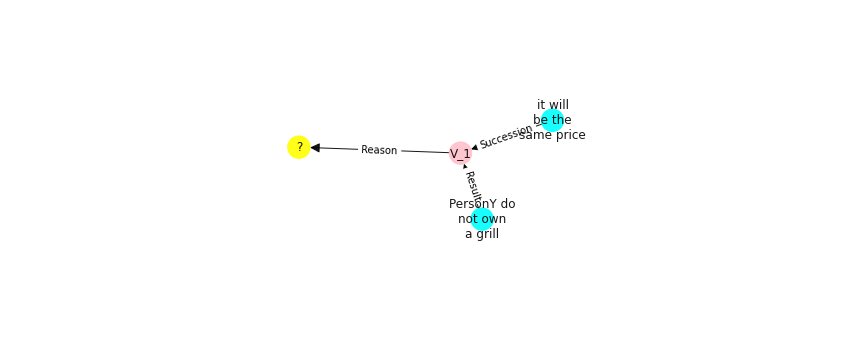 it will
be the
same price
Succession
?
Reason
V_1
Result
PersonY do
not own
a grill